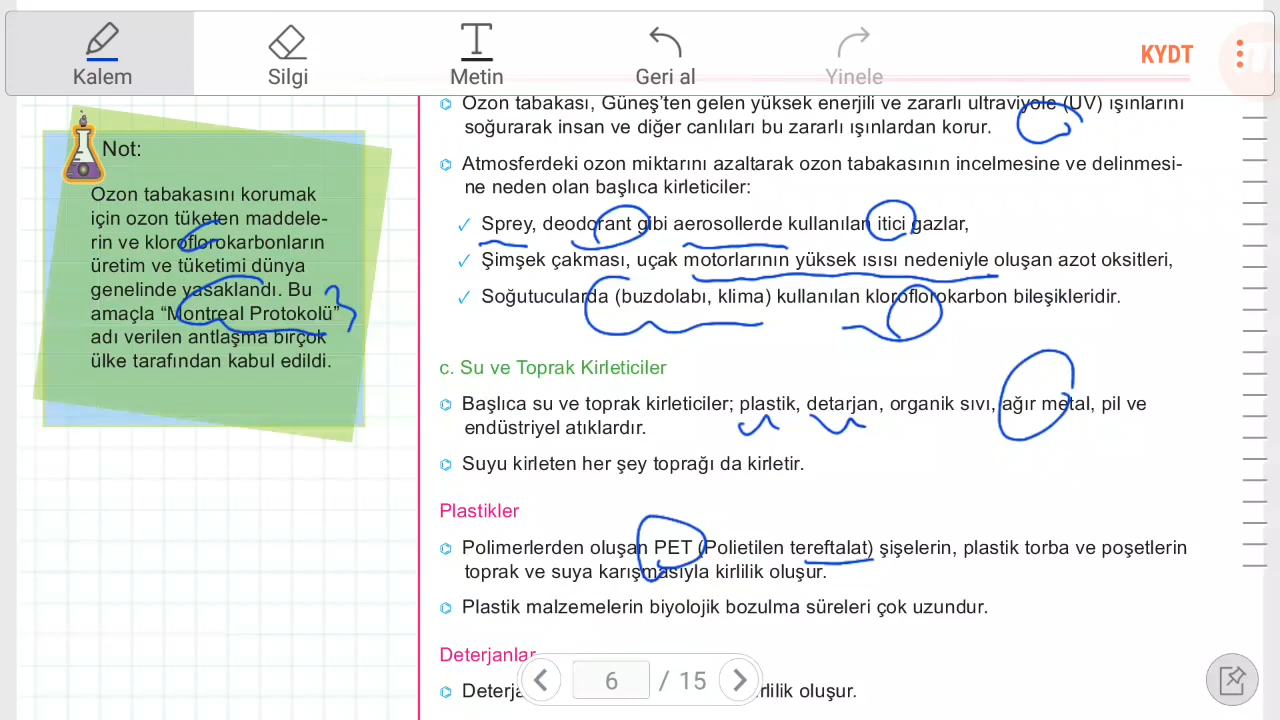 Kalem
Silgi
Metin
Geri al
Yinele
KYDT
Not:
Ozon tabakasını korumak
için ozon tüketen maddele-
rin ve kloroflorokarbonların
üretim ve tüketimi dünya
genelinde yasaklandı. Bu
amaçla “Montreal Protokolü”
adı verilen antlaşma birçok
ülke tarafından kabul edildi.
Ozon tabakası, Güneş’ten gelen yüksek enerjili ve zararlı ultraviyole (UV) ışınlarını
soğurarak insan ve diğer canlıları bu zararlı ışınlardan korur.
Atmosferdeki ozon miktarını azaltarak ozon tabakasının incelmesine ve delinmesi-
ne neden olan başlıca kirleticiler:
✓ Sprey, deodorant gibi aerosollerde kullanılan itici gazlar,
✓ Şimşek çakması, uçak motorlarının yüksek ısısı nedeniyle oluşan azot oksitleri,
✓ Soğutucularda (buzdolabı, klima) kullanılan kloroflorokarbon bileşikleridir.
c. Su ve Toprak Kirleticiler
Başlıca su ve toprak kirleticiler; plastik, detarjan, organik sıvı, ağır metal, pil ve
endüstriyel atıklardır.
Suyu kirleten her şey toprağı da kirletir.
Plastikler
Polimerlerden oluşan PET (Polietilen tereftalat) şişelerin, plastik torba ve poşetlerin
toprak ve suya karışmasıyla kirlilik oluşur.
Plastik malzemelerin biyolojik bozulma süreleri çok uzundur.
Deterjanlar
oluşur.
6 / 15